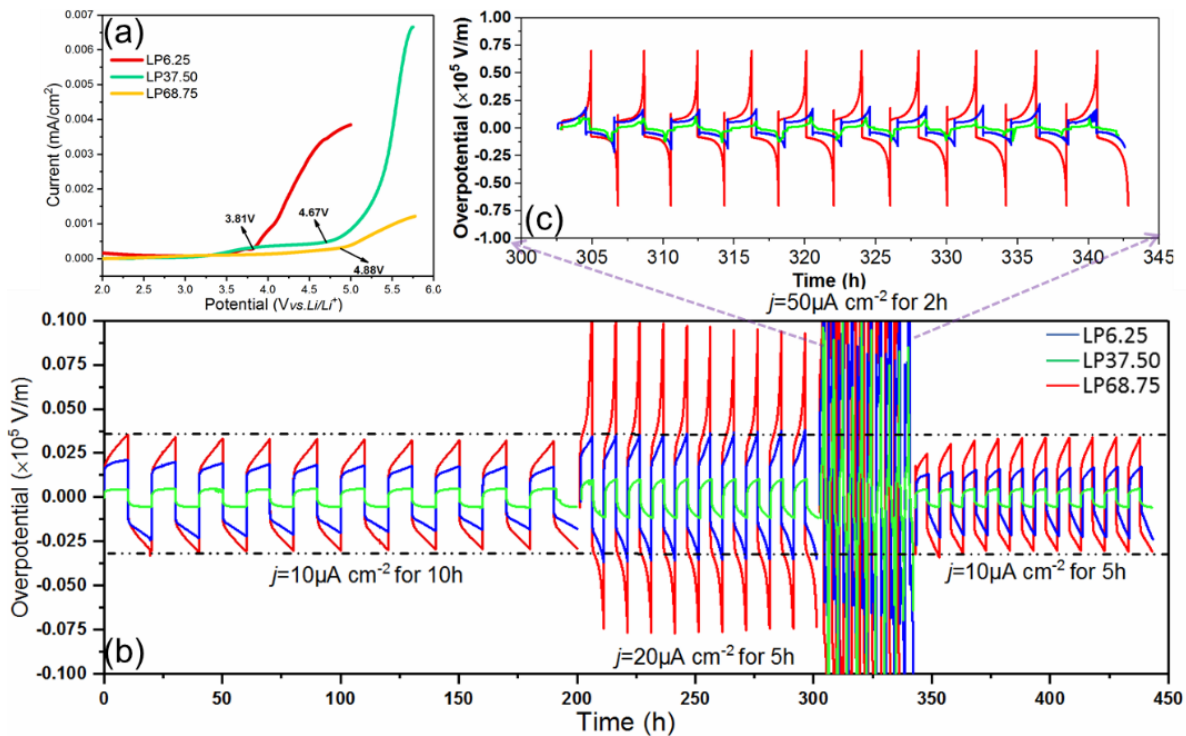 (a)
LP6.25
LP37.50
LP68.75
3.81V
4.67V
4.88V
0.007
0.006
0.005
0.004
0.003
0.002
0.001
0.000
Current (mA/cm²)
2.0 2.5 3.0 3.5 4.0 4.5 5.0 5.5 6.0
Potential (Vvs.Li/Li⁺)
1.00
0.75
0.50
0.25
0.00
-0.25
-0.50
-0.75
-1.00
Overpotential (×10⁵ V/m)
(c)
300 305 310 315 320 325 330 335 340 345
Time (h)
j=50μA cm⁻² for 2h
0.100
0.075
0.050
0.025
0.000
-0.025
-0.050
-0.075
-0.100
Overpotential (×10⁵ V/m)
LP6.25
LP37.50
LP68.75
j=10μA cm⁻² for 10h
j=20μA cm⁻² for 5h
j=10μA cm⁻² for 5h
(b)
0 50 100 150 200 250 300 350 400 450
Time (h)